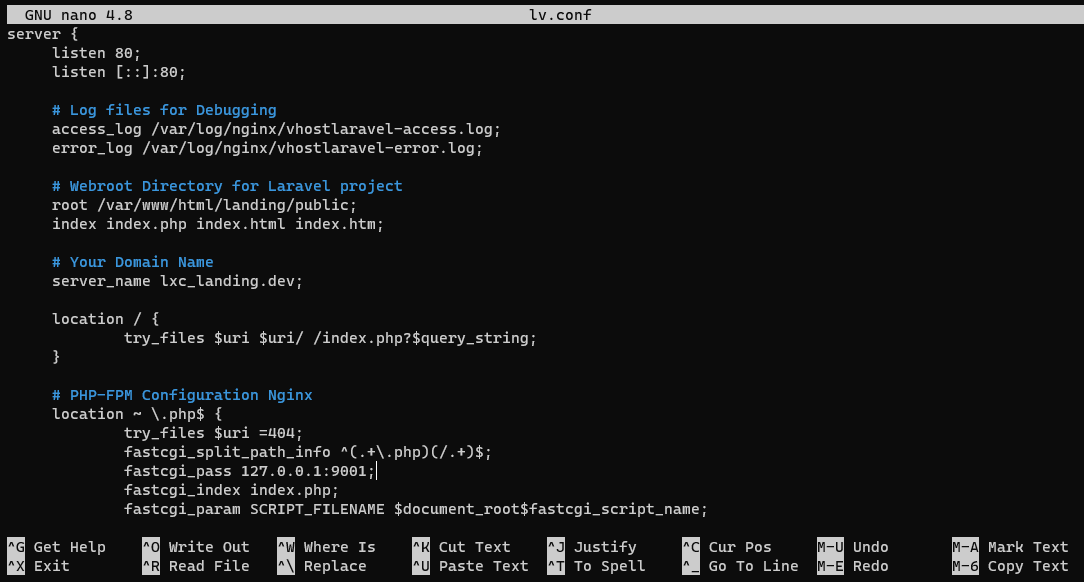 GNU nano 4.8 lv.conf
server {
listen 80;
listen [::]:80;
# Log files for Debugging
access_log /var/log/nginx/vhostlaravel-access.log;
error_log /var/log/nginx/vhostlaravel-error.log;
# Webroot Directory for Laravel project
root /var/www/html/landing/public;
index index.php index.html index.htm;
# Your Domain Name
server_name lxc_landing.dev;
location / {
try_files $uri $uri/ /index.php?$query_string;
}
# PHP-FPM Configuration Nginx
location ~ \.php$ {
try_files $uri =404;
fastcgi_split_path_info ^(.+\.php)(/.+)$;
fastcgi_pass 127.0.0.1:9001;
fastcgi_index index.php;
fastcgi_param SCRIPT_FILENAME $document_root$fastcgi_script_name;
^G Get Help ^O Write Out ^W Where Is ^K Cut Text ^J Justify ^C Cur Pos M-U Undo M-A Mark Text
^X Exit ^R Read File ^\ Replace ^U Paste Text ^T To Spell ^_ Go To Line M-E Redo M-6 Copy Text